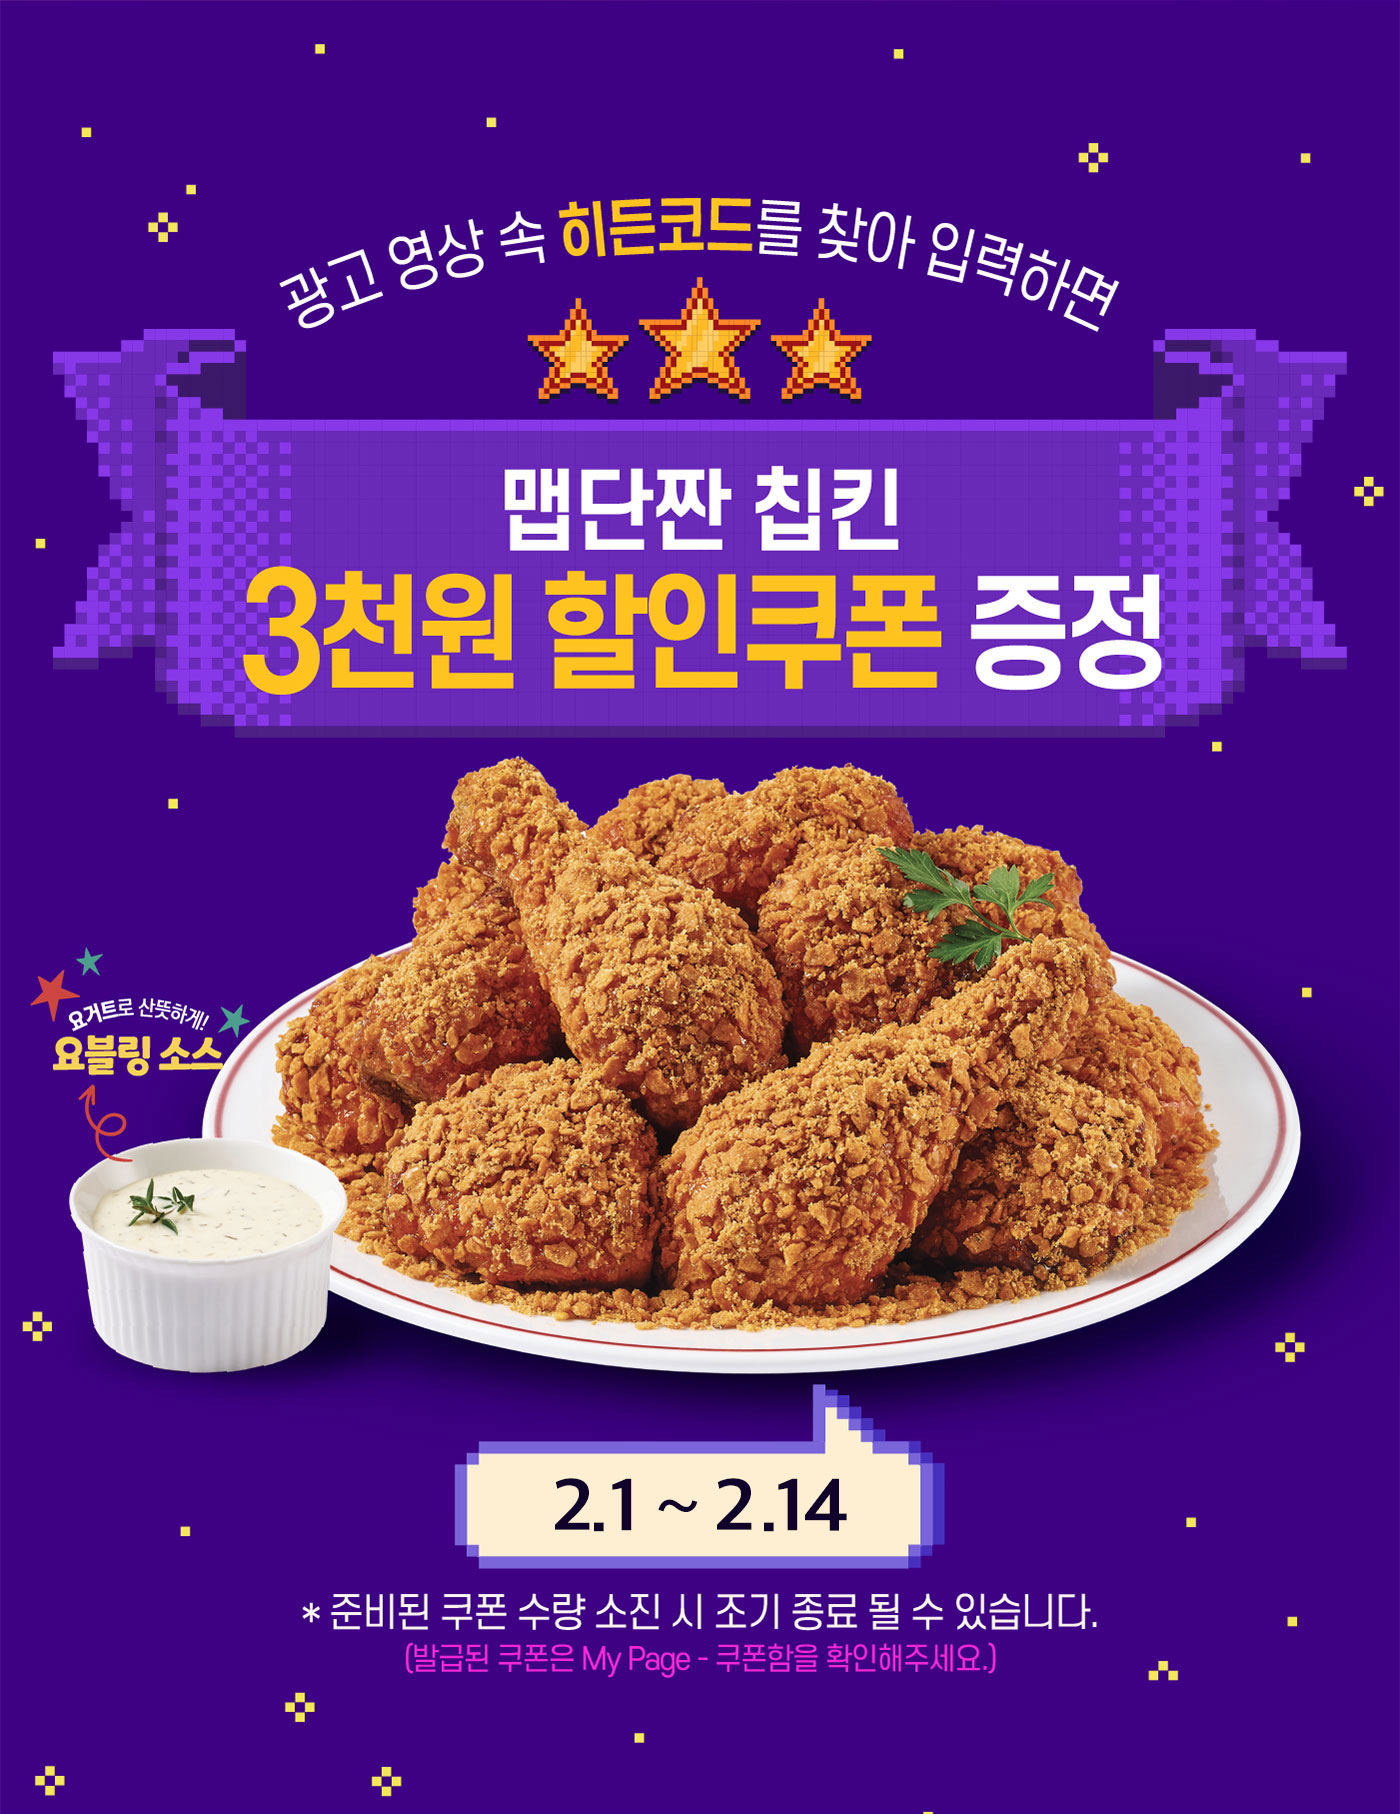 광고 영상 속 히든코드를 찾아 입력하면
맵단짠 칩킨
3천원 할인쿠폰 증정
요거트로 산뜻하게!
요블링 소스
2.1 ~ 2.14
* 준비된 쿠폰 수량 소진 시 조기 종료 될 수 있습니다.
(발급된 쿠폰은 My Page - 쿠폰함을 확인해주세요.)